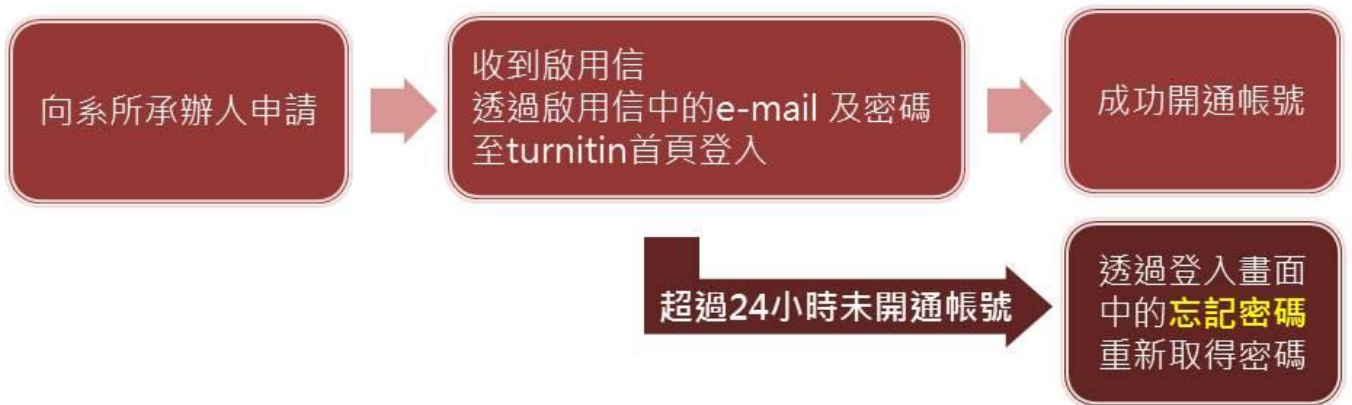 向系所承辦人申請
收到啟用信
透過啟用信中的e-mail 及密碼
至turnitin首頁登入
成功開通帳號
超過24小時未開通帳號
透過登入畫面
中的忘記密碼
重新取得密碼